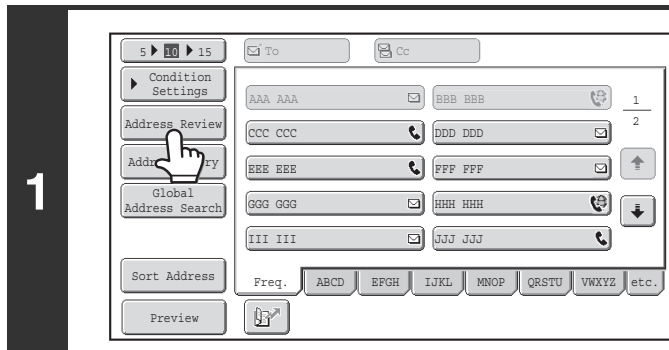 1
5 10 15
To
Cc
Condition
Settings
Address Review
Global
Address Search
Sort Address
Preview
AAA AAA
BBB BBB
CCC CCC
DDD DDD
EEE EEE
FFF FFF
GGG GGG
HHH HHH
III III
JJJ JJJ
1
2
Freq. ABCD EFGH IJKL MNOP QRSTU VWXYZ etc.